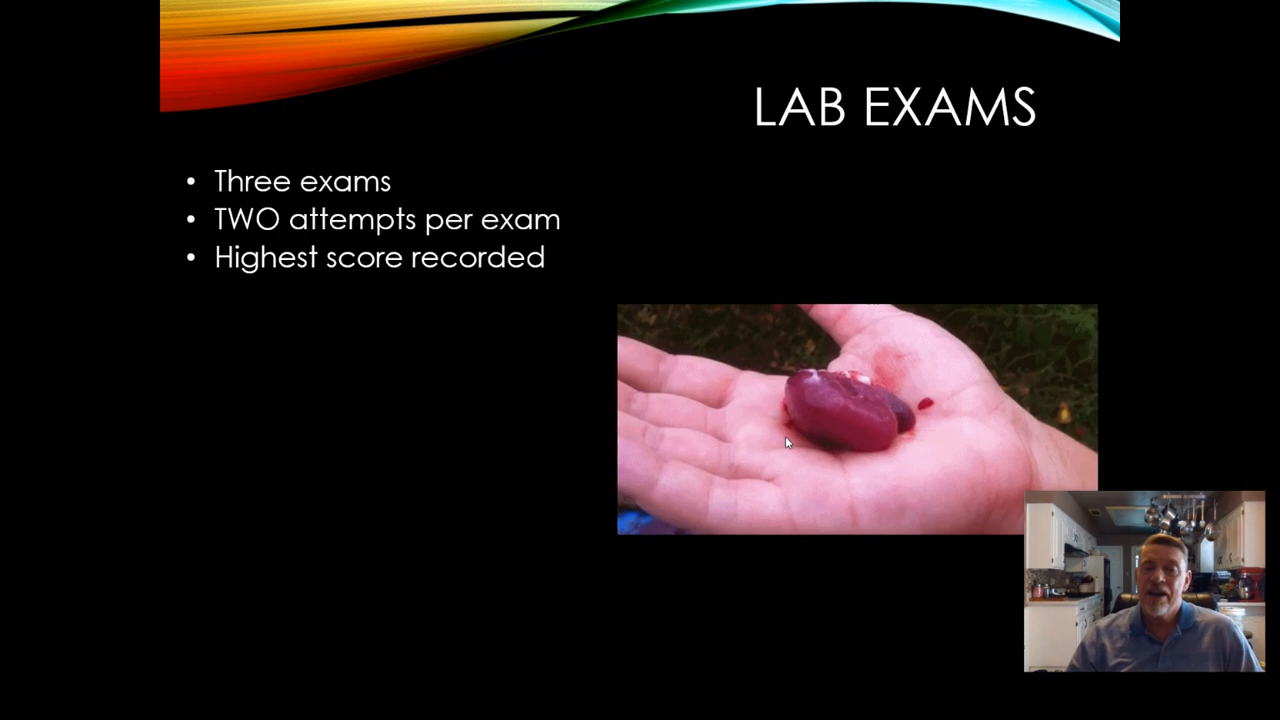 LAB EXAMS
• Three exams
• TWO attempts per exam
• Highest score recorded